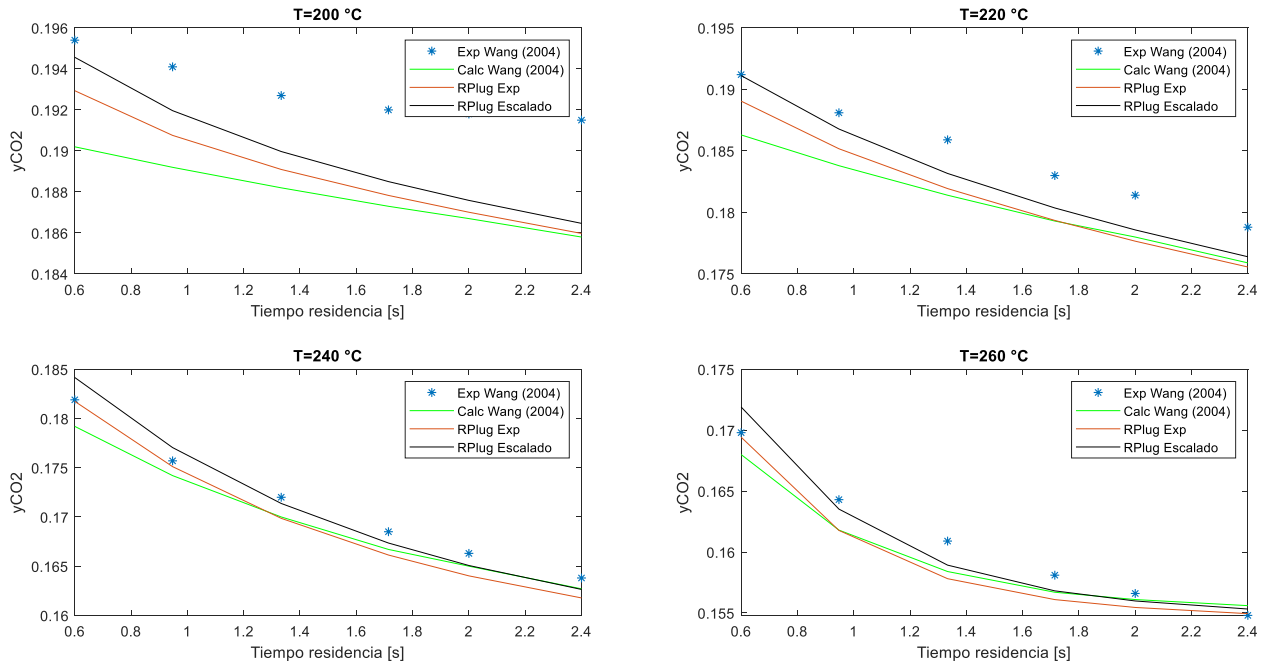 T=200 °C
0.196
0.194
0.192
0.19
0.188
0.186
0.184
yCO2
0.6 0.8 1 1.2 1.4 1.6 1.8 2 2.2 2.4
Tiempo residencia [s]
Exp Wang (2004)
Calc Wang (2004)
RPlug Exp
RPlug Escalado
T=220 °C
0.195
0.19
0.185
0.18
0.175
yCO2
0.6 0.8 1 1.2 1.4 1.6 1.8 2 2.2 2.4
Tiempo residencia [s]
Exp Wang (2004)
Calc Wang (2004)
RPlug Exp
RPlug Escalado
T=240 °C
0.185
0.18
0.175
0.17
0.165
0.16
yCO2
0.6 0.8 1 1.2 1.4 1.6 1.8 2 2.2 2.4
Tiempo residencia [s]
Exp Wang (2004)
Calc Wang (2004)
RPlug Exp
RPlug Escalado
T=260 °C
0.175
0.17
0.165
0.16
0.155
yCO2
0.6 0.8 1 1.2 1.4 1.6 1.8 2 2.2 2.4
Tiempo residencia [s]
Exp Wang (2004)
Calc Wang (2004)
RPlug Exp
RPlug Escalado